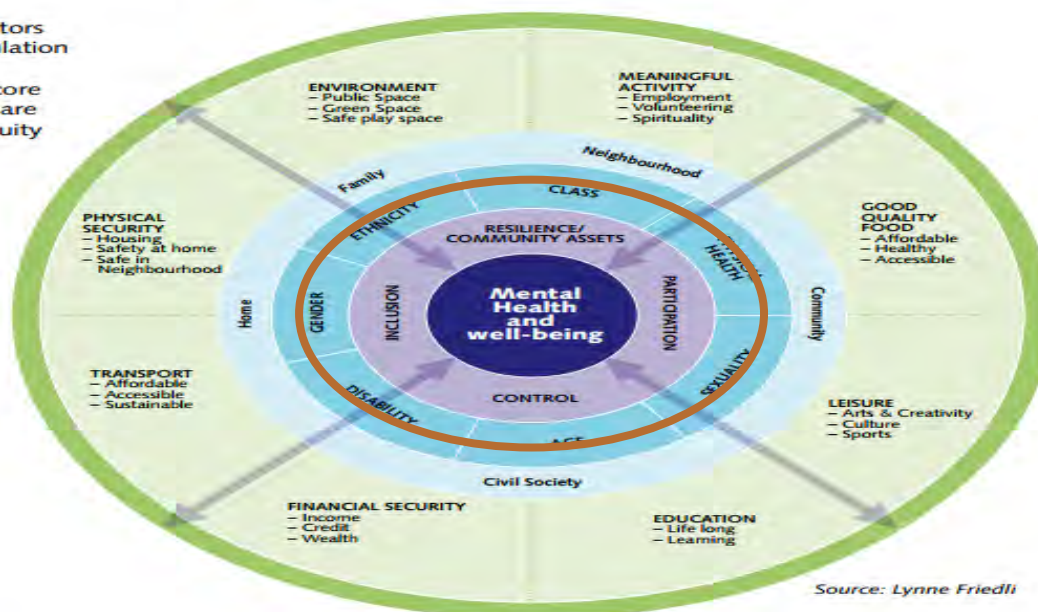 tors
ulation
core
are
uity
ENVIRONMENT
– Public Space
– Green Space
– Safe play space
MEANINGFUL
ACTIVITY
– Employment
– Volunteering
– Spirituality
PHYSICAL
SECURITY
– Housing
– Safety at home
– Safe in
Neighbourhood
GOOD
QUALITY
FOOD
– Affordable
– Healthy
– Accessible
TRANSPORT
– Affordable
– Accessible
– Sustainable
LEISURE
– Arts & Creativity
– Culture
– Sports
FINANCIAL SECURITY
– Income
– Credit
– Wealth
EDUCATION
– Life long
– Learning
Family
Neighbourhood
Home
Community
Civil Society
ETHNICITY
CLASS
HEALTH
GENDER
SEXUALITY
DISABILITY
AGE
RESILIENCE/
COMMUNITY ASSETS
INCLUSION
PARTICIPATION
CONTROL
Mental
Health
and
well-being
Source: Lynne Friedli